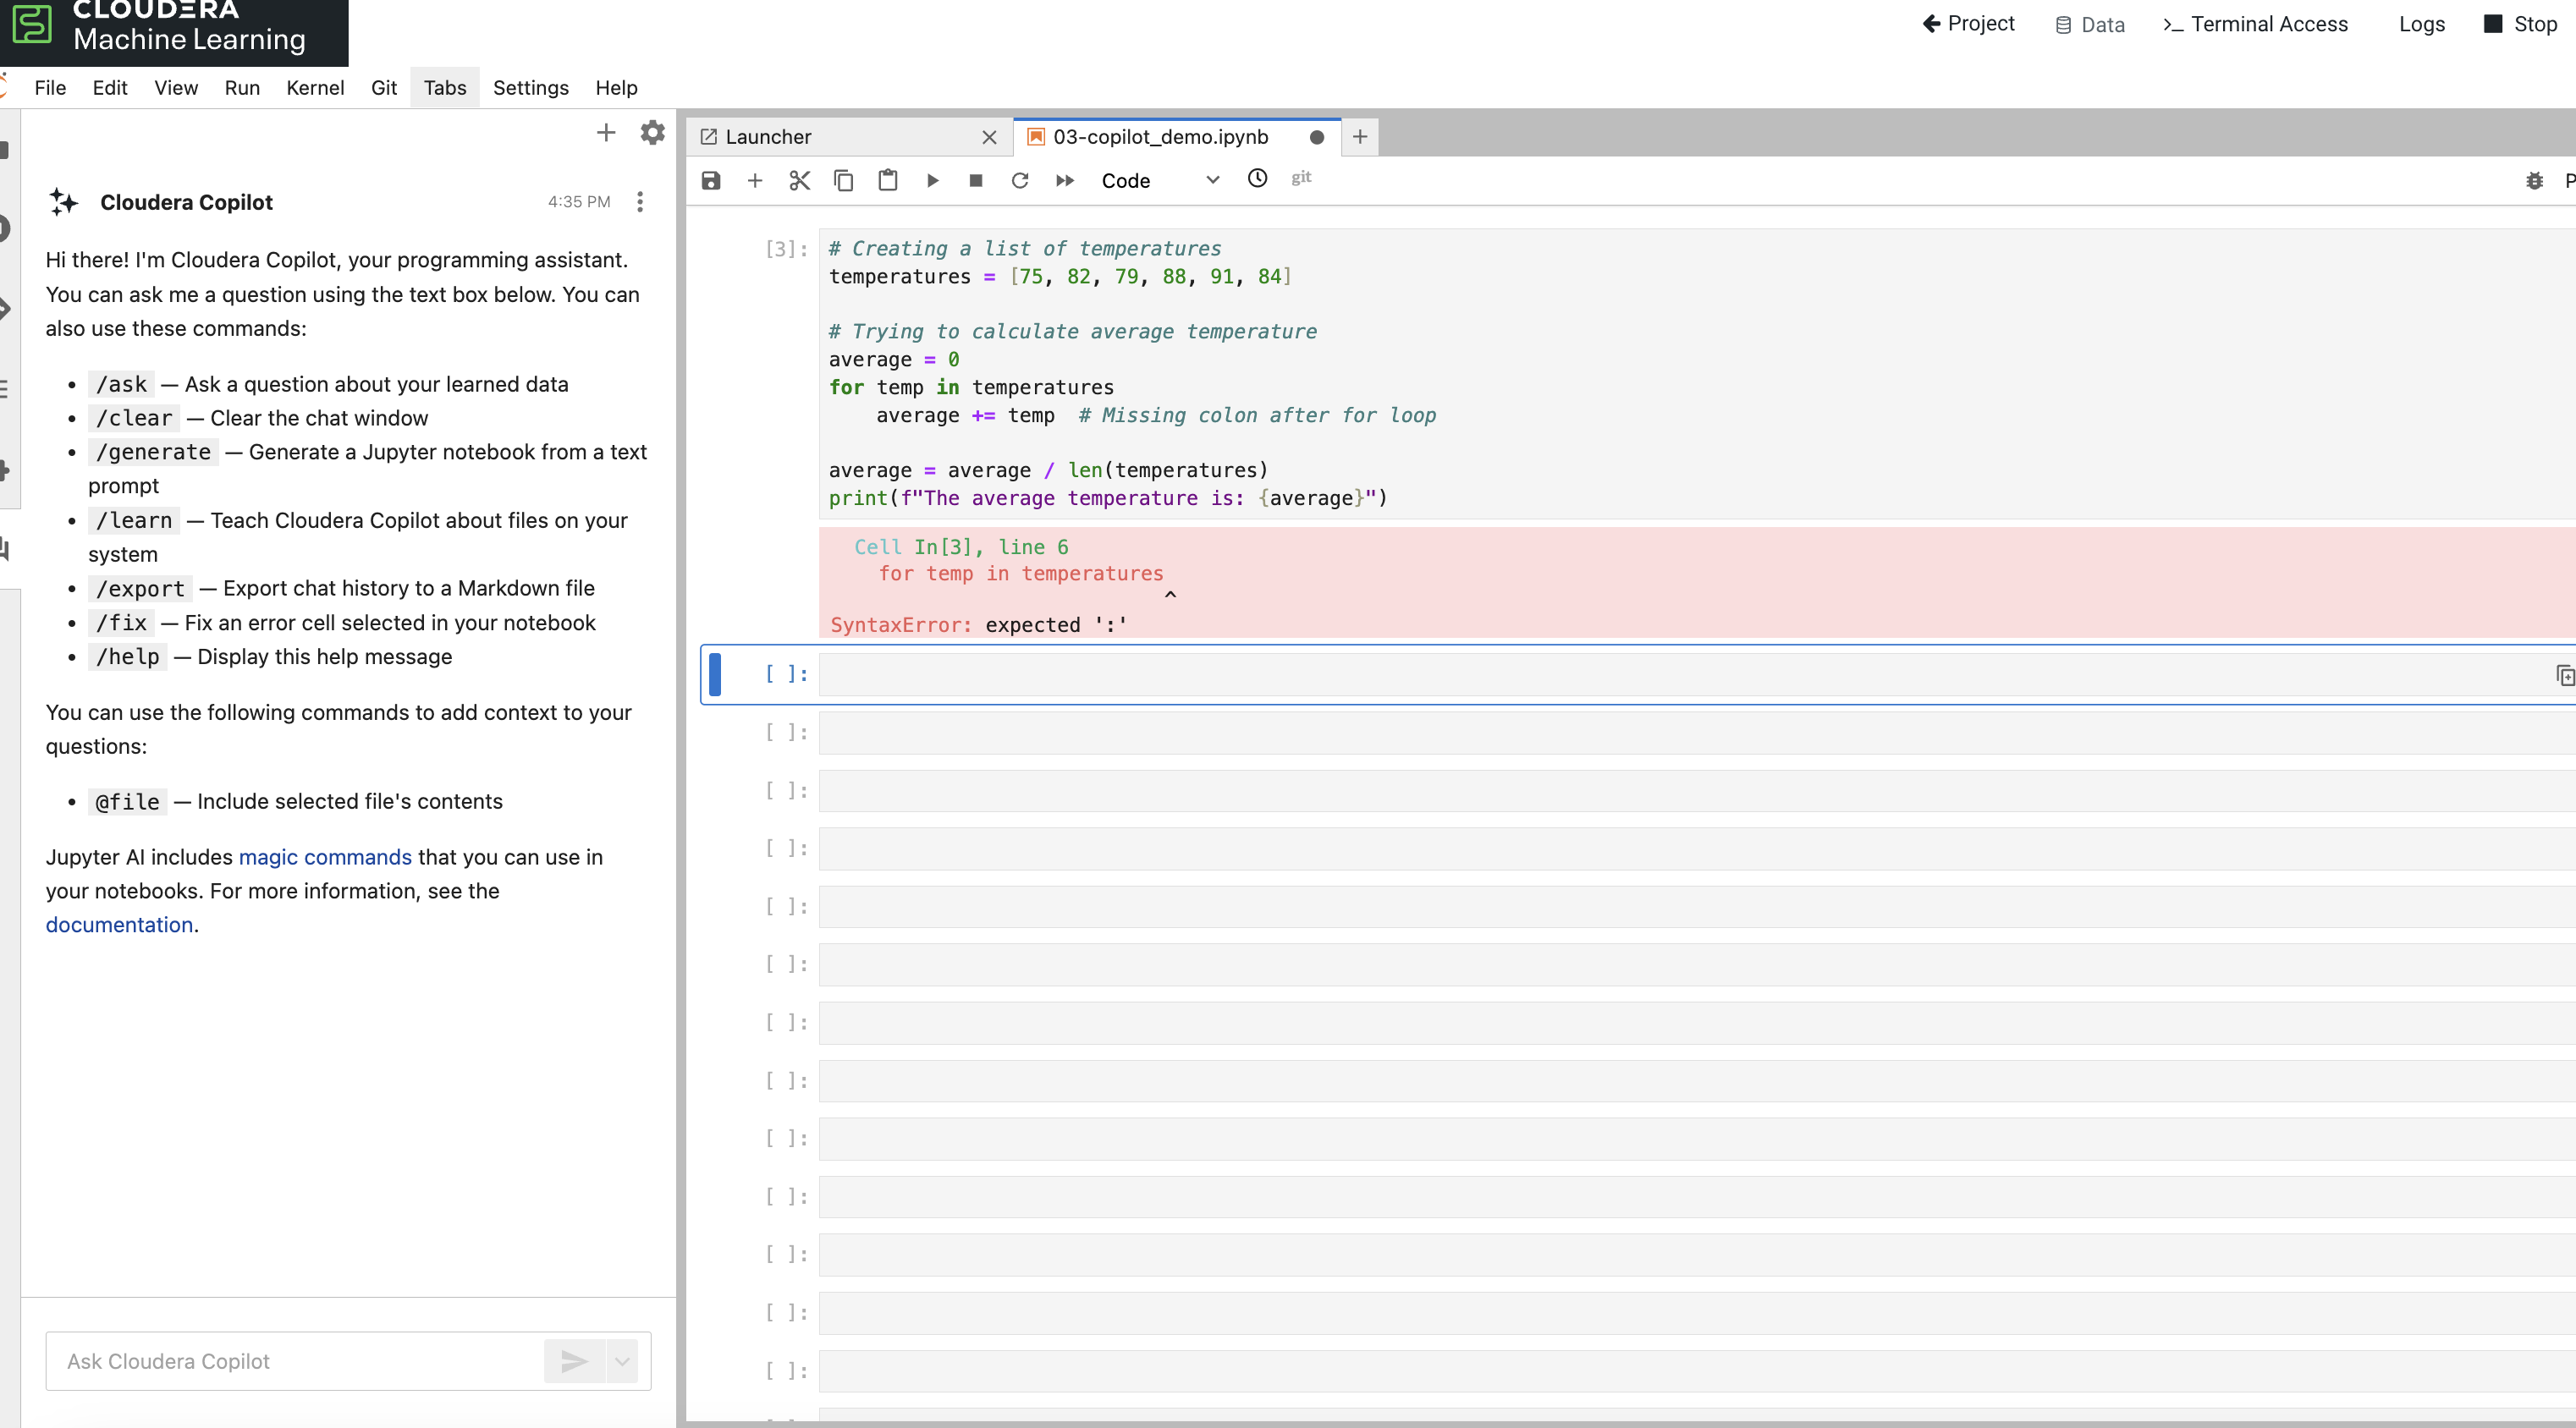 CLOUDERA
Machine Learning
Project
Data
Terminal Access
Logs
Stop
File Edit View Run Kernel Git Tabs Settings Help
Cloudera Copilot 4:35 PM
Hi there! I'm Cloudera Copilot, your programming assistant.
You can ask me a question using the text box below. You can
also use these commands:
• /ask — Ask a question about your learned data
• /clear — Clear the chat window
• /generate — Generate a Jupyter notebook from a text
prompt
• /learn — Teach Cloudera Copilot about files on your
system
• /export — Export chat history to a Markdown file
• /fix — Fix an error cell selected in your notebook
• /help — Display this help message
You can use the following commands to add context to your
questions:
• @file — Include selected file's contents
Jupyter AI includes magic commands that you can use in
your notebooks. For more information, see the
documentation.
Ask Cloudera Copilot
Launcher
03-copilot_demo.ipynb
Code
git
P
[3]:
# Creating a list of temperatures
temperatures = [75, 82, 79, 88, 91, 84]
# Trying to calculate average temperature
average = 0
for temp in temperatures
    average += temp  # Missing colon after for loop
average = average / len(temperatures)
print(f"The average temperature is: {average}")
Cell In[3], line 6
for temp in temperatures
^
SyntaxError: expected ':'
[ ]:
[ ]:
[ ]:
[ ]:
[ ]:
[ ]:
[ ]:
[ ]:
[ ]:
[ ]:
[ ]:
[ ]:
[ ]: